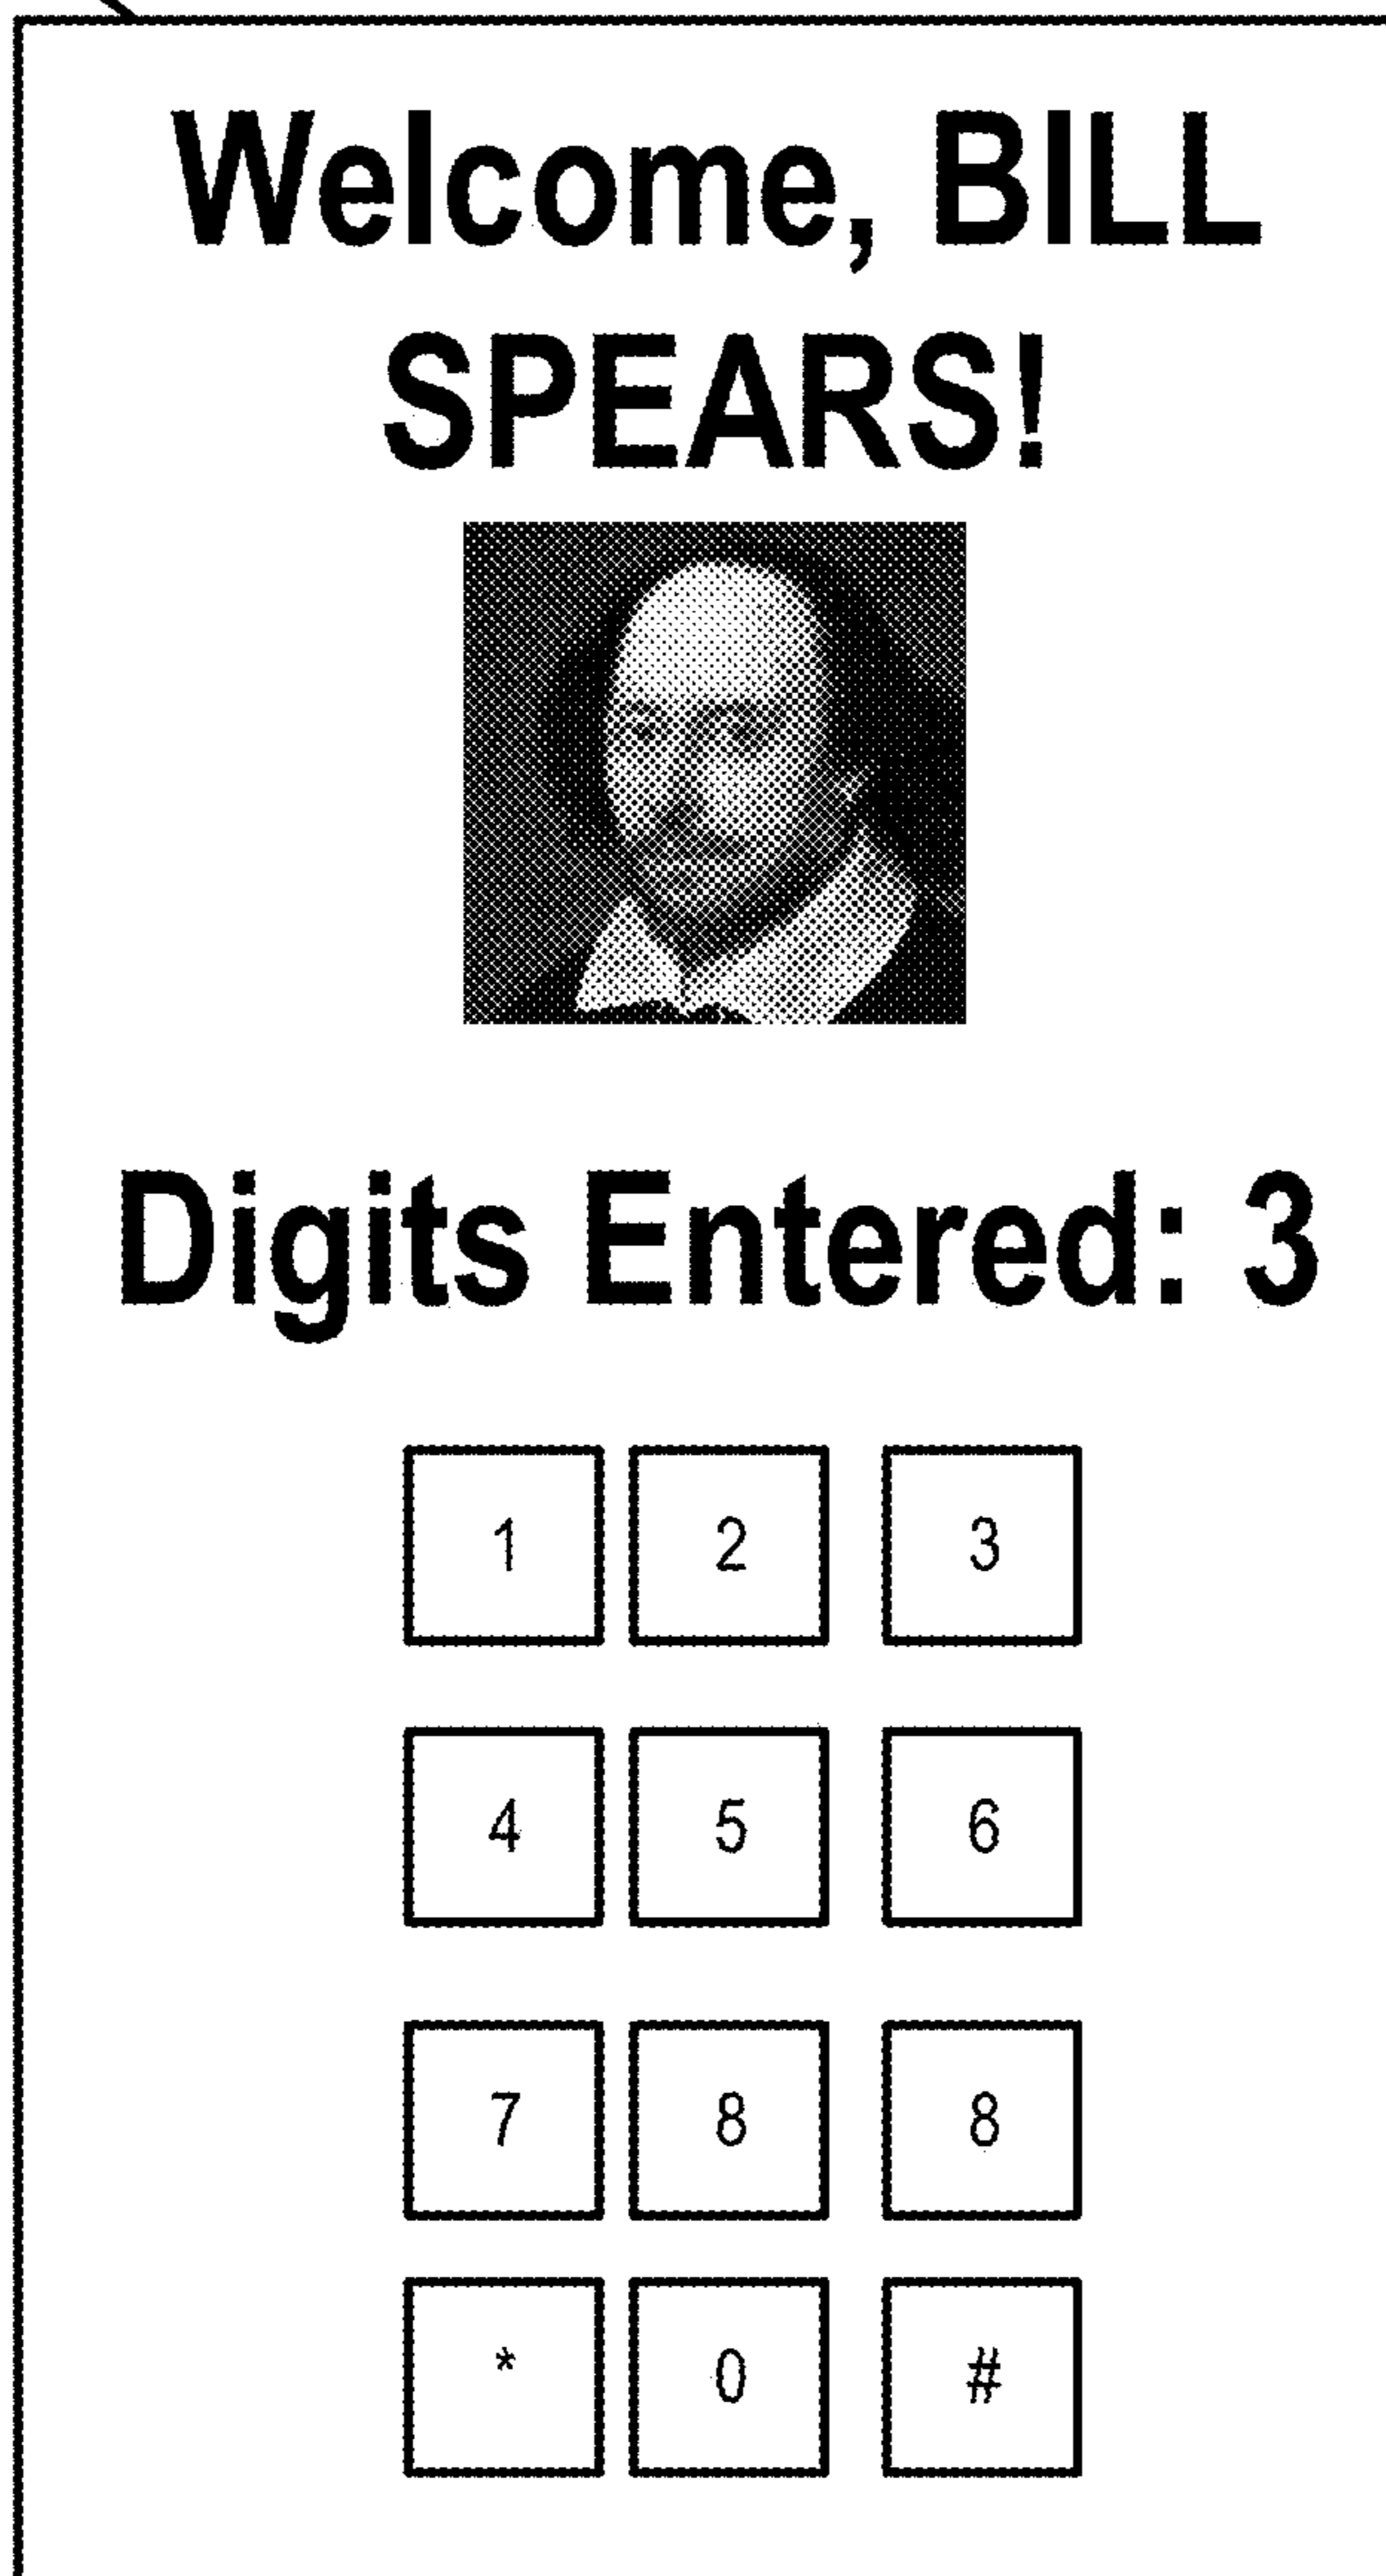 Welcome, BILL
SPEARS!
Digits Entered: 3
1 2 3
4 5 6
7 8 8
* 0 #